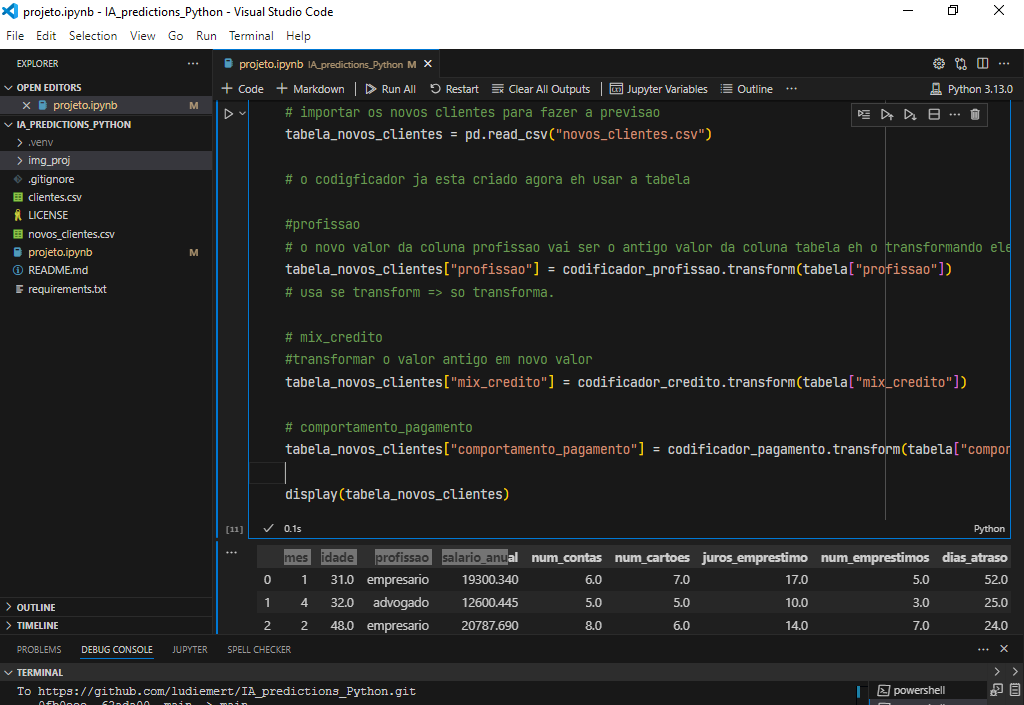 projeto.ipynb - IA_predictions_Python - Visual Studio Code
File Edit Selection View Go Run Terminal Help
EXPLORER
OPEN EDITORS
projeto.ipynb M
IA_PREDICTIONS_PYTHON
.venv
img_proj
.gitignore
clientes.csv
LICENSE
novos_clientes.csv
projeto.ipynb M
README.md
requirements.txt
OUTLINE
TIMELINE
projeto.ipynb IA_predictions_Python M
+ Code + Markdown Run All Restart Clear All Outputs Jupyter Variables Outline ... Python 3.13.0
# importar os novos clientes para fazer a previsao
tabela_novos_clientes = pd.read_csv("novos_clientes.csv")
# o codigficador ja esta criado agora eh usar a tabela
#profissao
# o novo valor da coluna profissao vai ser o antigo valor da coluna tabela eh o transformando ele
tabela_novos_clientes["profissao"] = codificador_profissao.transform(tabela["profissao"])
# usa se transform => so transforma.
# mix_credito
#transformar o valor antigo em novo valor
tabela_novos_clientes["mix_credito"] = codificador_credito.transform(tabela["mix_credito"])
# comportamento_pagamento
tabela_novos_clientes["comportamento_pagamento"] = codificador_pagamento.transform(tabela["compor
display(tabela_novos_clientes)
[11] 0.1s Python
mes idade profissao salario_anual num_contas num_cartoes juros_emprestimo num_emprestimos dias_atraso
0 1 31.0 empresario 19300.340 6.0 7.0 17.0 5.0 52.0
1 4 32.0 advogado 12600.445 5.0 5.0 10.0 3.0 25.0
2 2 48.0 empresario 20787.690 8.0 6.0 14.0 7.0 24.0
PROBLEMS DEBUG CONSOLE JUPYTER SPELL CHECKER
TERMINAL
To https://github.com/ludiemert/IA_predictions_Python.git
powershell